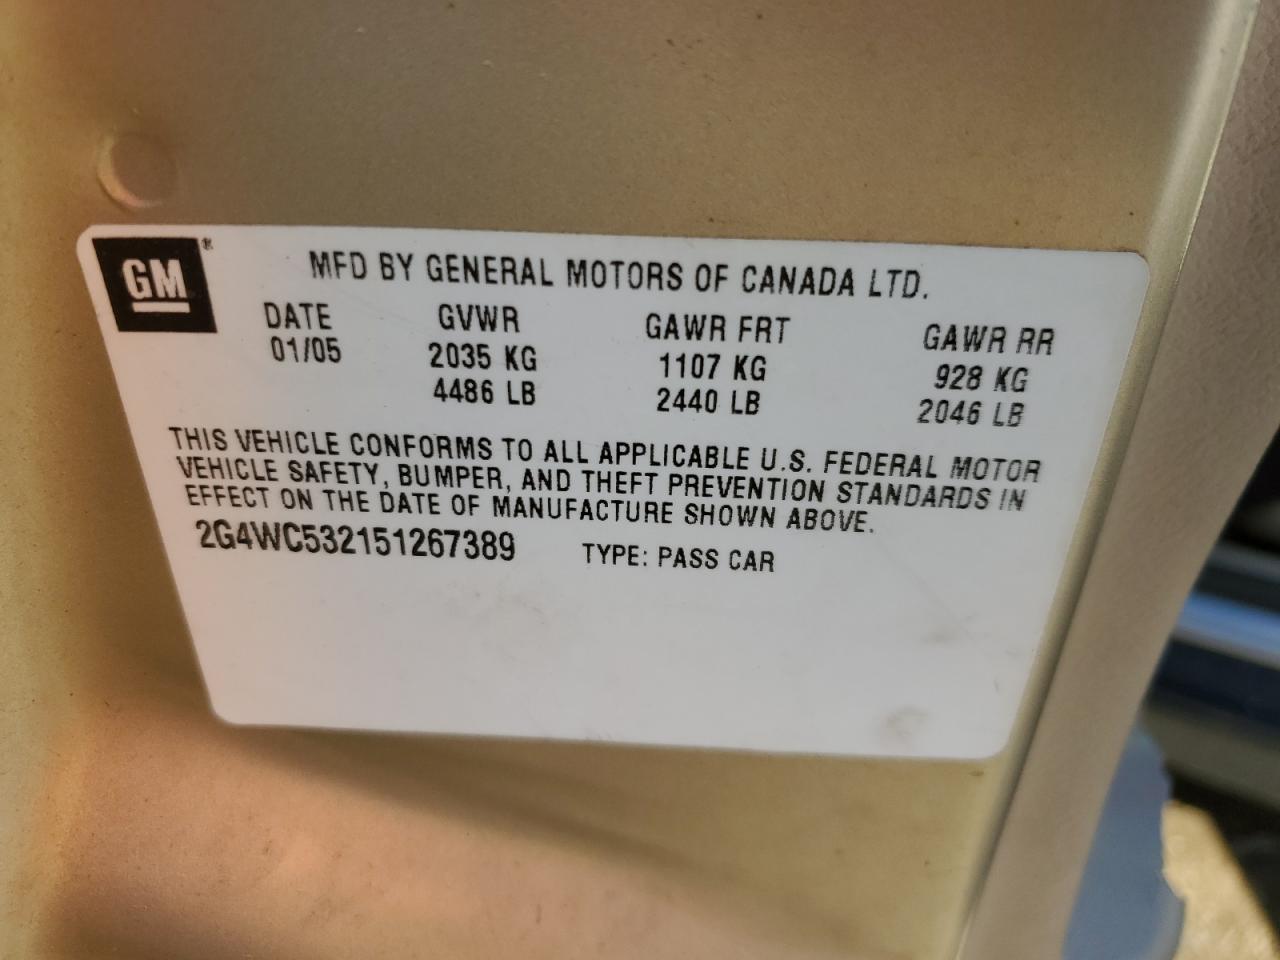 GM®
MFD BY GENERAL MOTORS OF CANADA LTD.
DATE GVWR GAWR FRT GAWR RR
01/05 2035 KG 1107 KG 928 KG
4486 LB 2440 LB 2046 LB
THIS VEHICLE CONFORMS TO ALL APPLICABLE U.S. FEDERAL MOTOR
VEHICLE SAFETY, BUMPER, AND THEFT PREVENTION STANDARDS IN
EFFECT ON THE DATE OF MANUFACTURE SHOWN ABOVE.
2G4WC532151267389 TYPE: PASS CAR